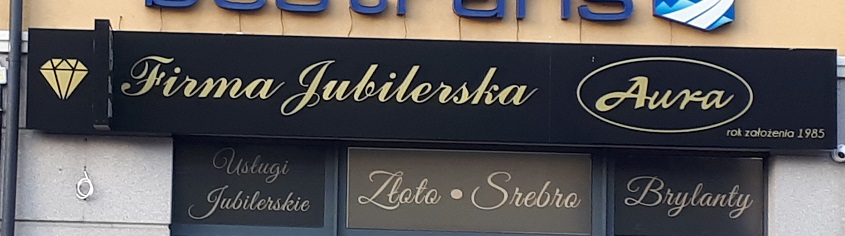 Firma Jubilerska Aura
rok założenia 1985
Usługi
Jubilerskie
Złoto • Srebro
Brylanty